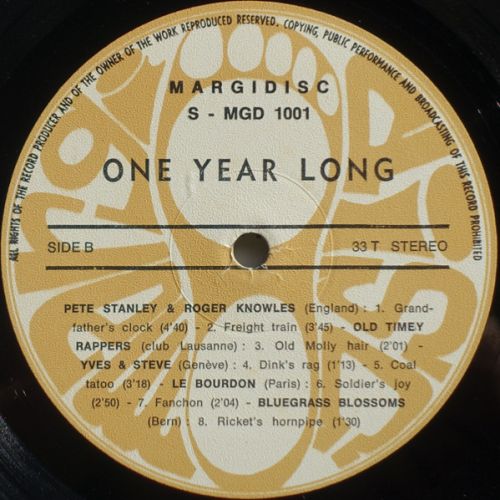 ALL RIGHTS OF THE RECORD PRODUCER AND OF THE OWNER OF THE WORK REPRODUCED RESERVED. COPYING, PUBLIC PERFORMANCE AND BROADCASTING OF THIS RECORD PROHIBITED
MARGIDISC
S - MGD 1001
ONE YEAR LONG
SIDE B
33 T STEREO
PETE STANLEY & ROGER KNOWLES (England) : 1. Grand-
father's clock (4'40) - 2. Freight train (3'45) - OLD TIMEY
RAPPERS (club Lausanne) : 3. Old Molly hair (2'01) -
YVES & STEVE (Genève) : 4. Dink's rag (1'13) - 5. Coal
tatoo (3'18) - LE BOURDON (Paris) : 6. Soldier's joy
(2'50) - 7. Fanchon (2'04) - BLUEGRASS BLOSSOMS
(Bern) : 8. Ricket's hornpipe (1'30)